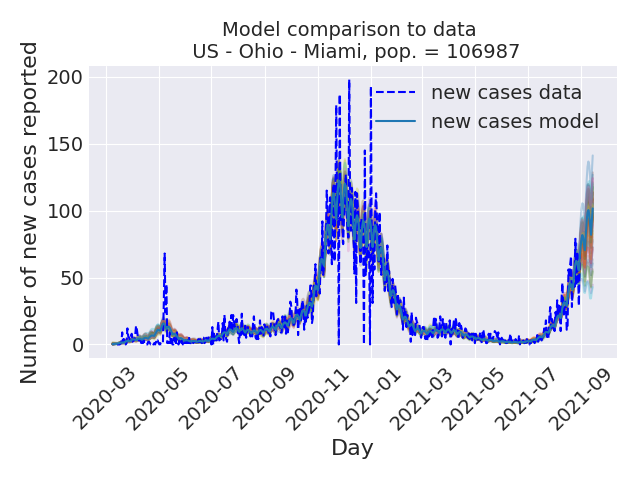 Model comparison to data
US - Ohio - Miami, pop. = 106987
Number of new cases reported
200
150
100
50
0
new cases data
new cases model
2020-03
2020-05
2020-07
2020-09
2020-11
2021-01
2021-03
2021-05
2021-07
2021-09
Day